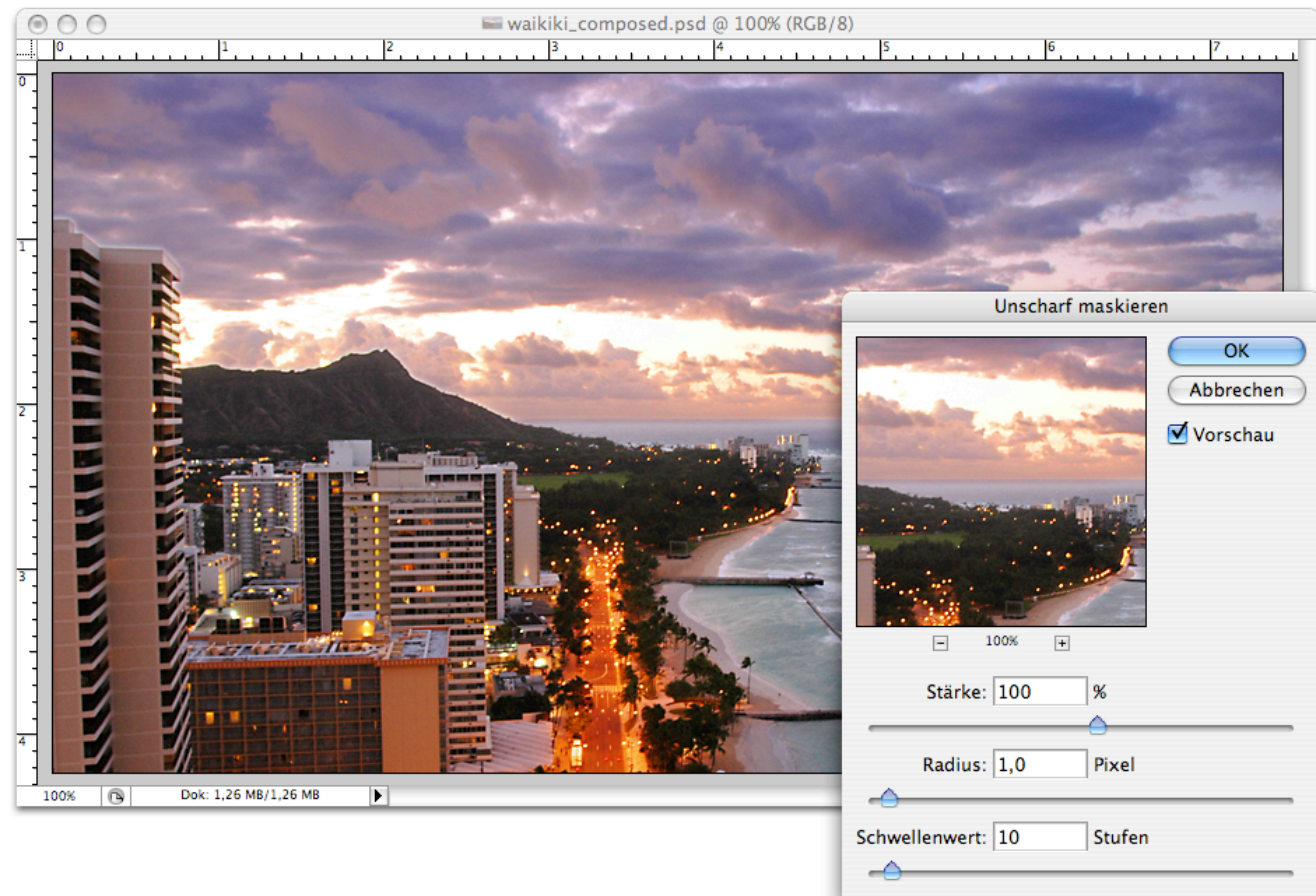 waikiki_composed.psd @ 100% (RGB/8)
0 1 2 3 4 5 6 7
0
1
2
3
4
100% Dok: 1,26 MB/1,26 MB
Unscharf maskieren
OK
Abbrechen
Vorschau
- 100% +
Stärke: 100 %
Radius: 1,0 Pixel
Schwellenwert: 10 Stufen